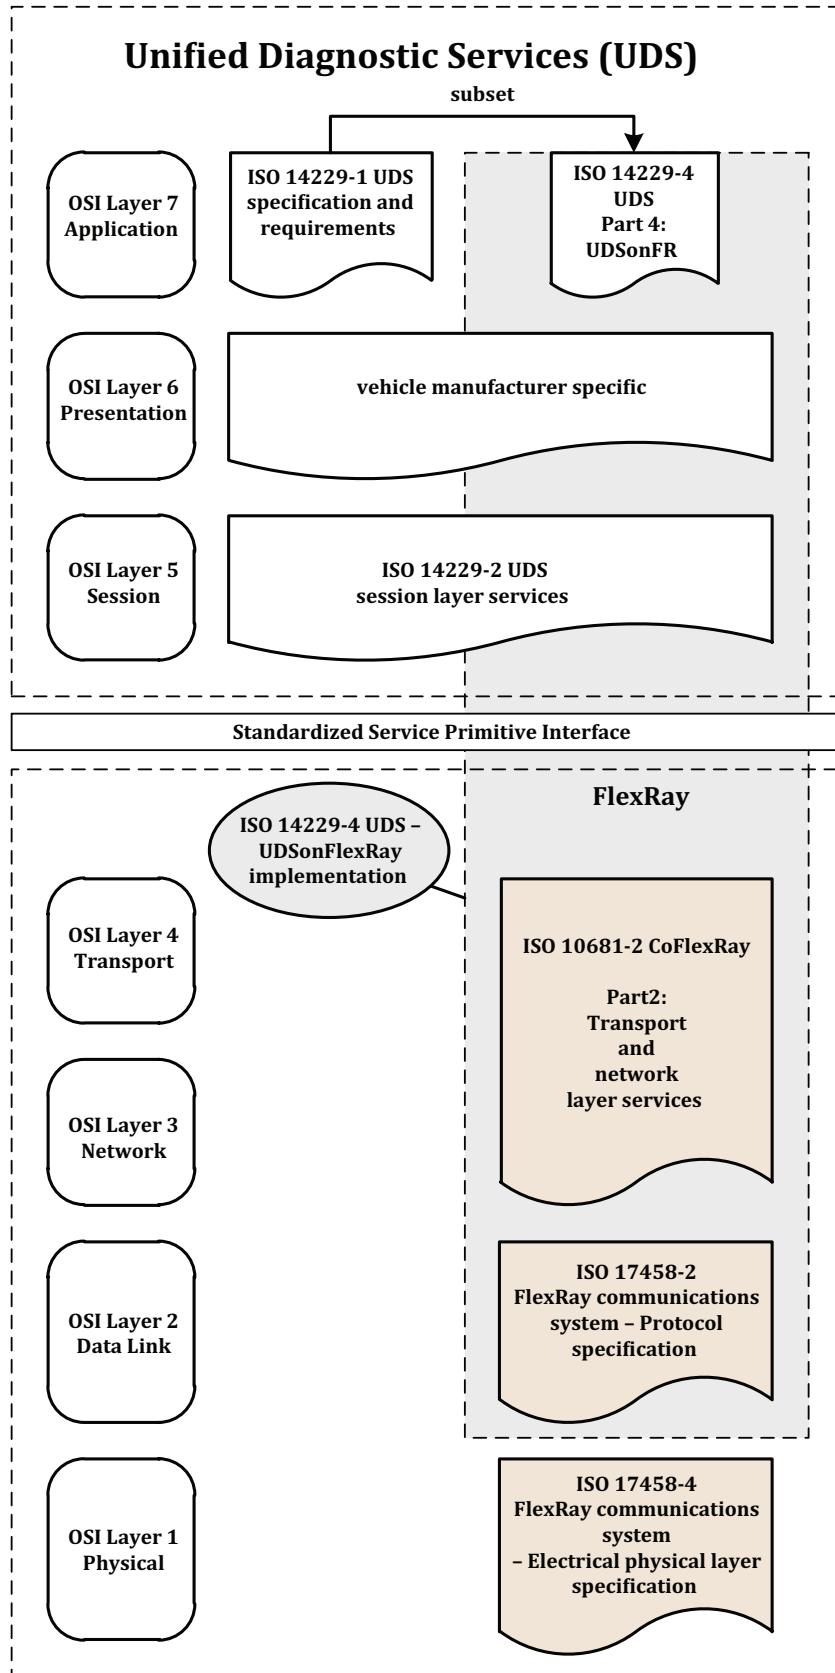 Unified Diagnostic Services (UDS)
subset
OSI Layer 7
Application
ISO 14229-1 UDS
specification and
requirements
ISO 14229-4
UDS
Part 4:
UDSonFR
OSI Layer 6
Presentation
vehicle manufacturer specific
OSI Layer 5
Session
ISO 14229-2 UDS
session layer services
Standardized Service Primitive Interface
FlexRay
ISO 14229-4 UDS –
UDSonFlexRay
implementation
OSI Layer 4
Transport
ISO 10681-2 CoFlexRay
Part2:
Transport
and
network
layer services
OSI Layer 3
Network
OSI Layer 2
Data Link
ISO 17458-2
FlexRay communications
system – Protocol
specification
OSI Layer 1
Physical
ISO 17458-4
FlexRay communications
system
– Electrical physical layer
specification